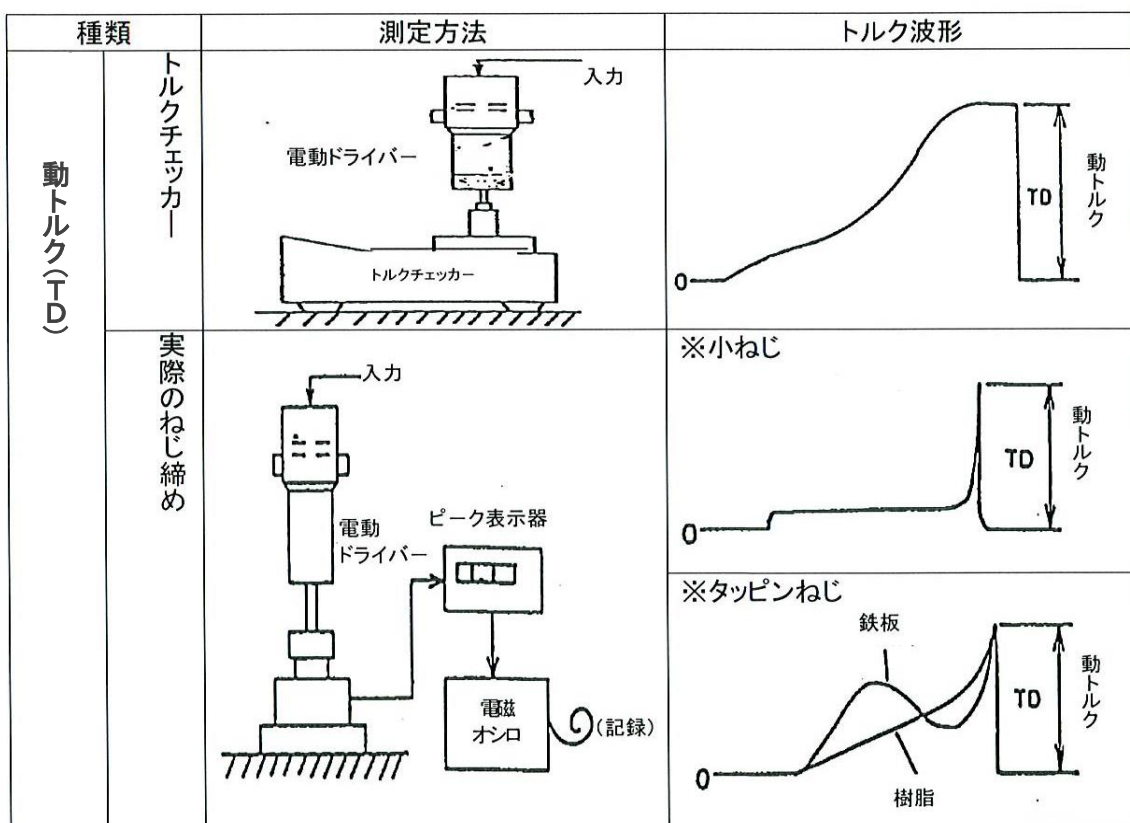 種類
測定方法
トルク波形
動トルク(TD)
トルクチェッカー
入力
電動ドライバー
トルクチェッカー
0
TD
動トルク
実際のねじ締め
入力
電動
ドライバー
ピーク表示器
電磁
オシロ
(記録)
※小ねじ
0
TD
動トルク
※タッピンねじ
鉄板
0
樹脂
TD
動トルク